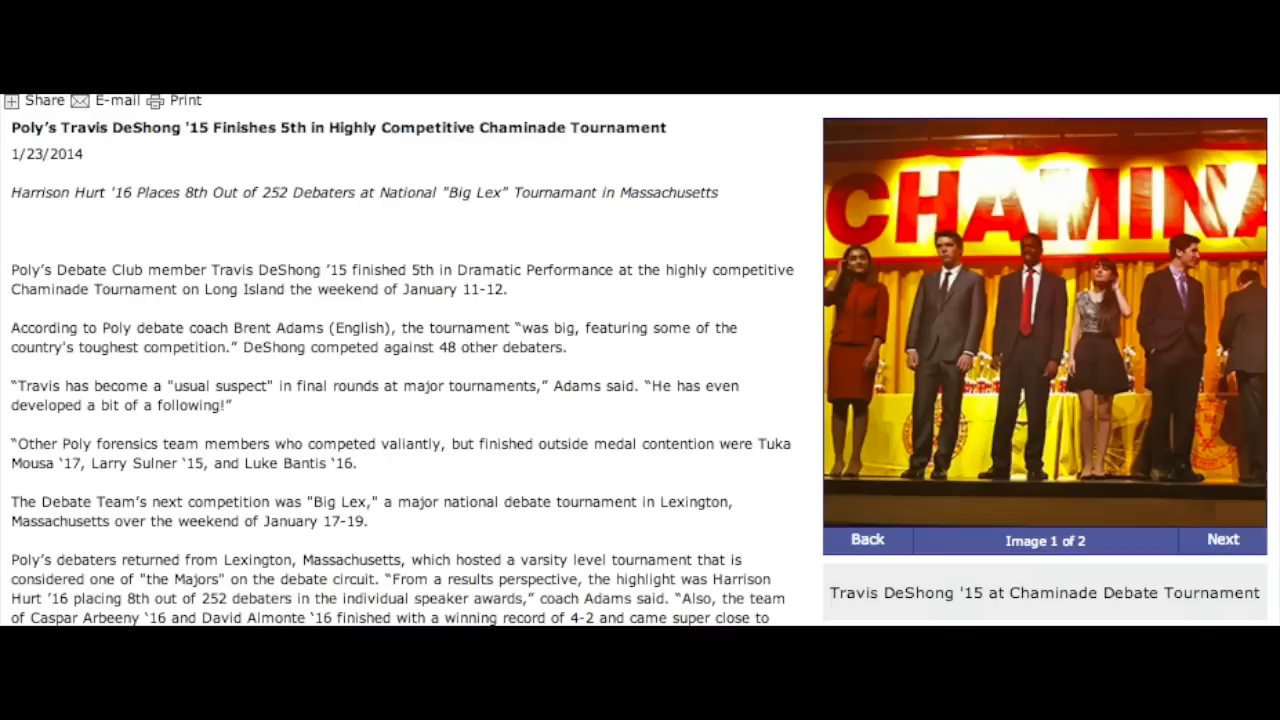 Share E-mail Print
Poly’s Travis DeShong '15 Finishes 5th in Highly Competitive Chaminade Tournament
1/23/2014
Harrison Hurt '16 Places 8th Out of 252 Debaters at National "Big Lex" Tournamant in Massachusetts
Poly’s Debate Club member Travis DeShong ’15 finished 5th in Dramatic Performance at the highly competitive
Chaminade Tournament on Long Island the weekend of January 11-12.
According to Poly debate coach Brent Adams (English), the tournament “was big, featuring some of the
country's toughest competition.” DeShong competed against 48 other debaters.
“Travis has become a "usual suspect" in final rounds at major tournaments,” Adams said. “He has even
developed a bit of a following!”
“Other Poly forensics team members who competed valiantly, but finished outside medal contention were Tuka
Mousa ‘17, Larry Sulner ‘15, and Luke Bantis ‘16.
The Debate Team’s next competition was "Big Lex," a major national debate tournament in Lexington,
Massachusetts over the weekend of January 17-19.
Poly’s debaters returned from Lexington, Massachusetts, which hosted a varsity level tournament that is
considered one of "the Majors" on the debate circuit. “From a results perspective, the highlight was Harrison
Hurt ’16 placing 8th out of 252 debaters in the individual speaker awards,” coach Adams said. “Also, the team
of Caspar Arbeeny ‘16 and David Almonte ‘16 finished with a winning record of 4-2 and came super close to
CHAMINA
Back Image 1 of 2 Next
Travis DeShong '15 at Chaminade Debate Tournament